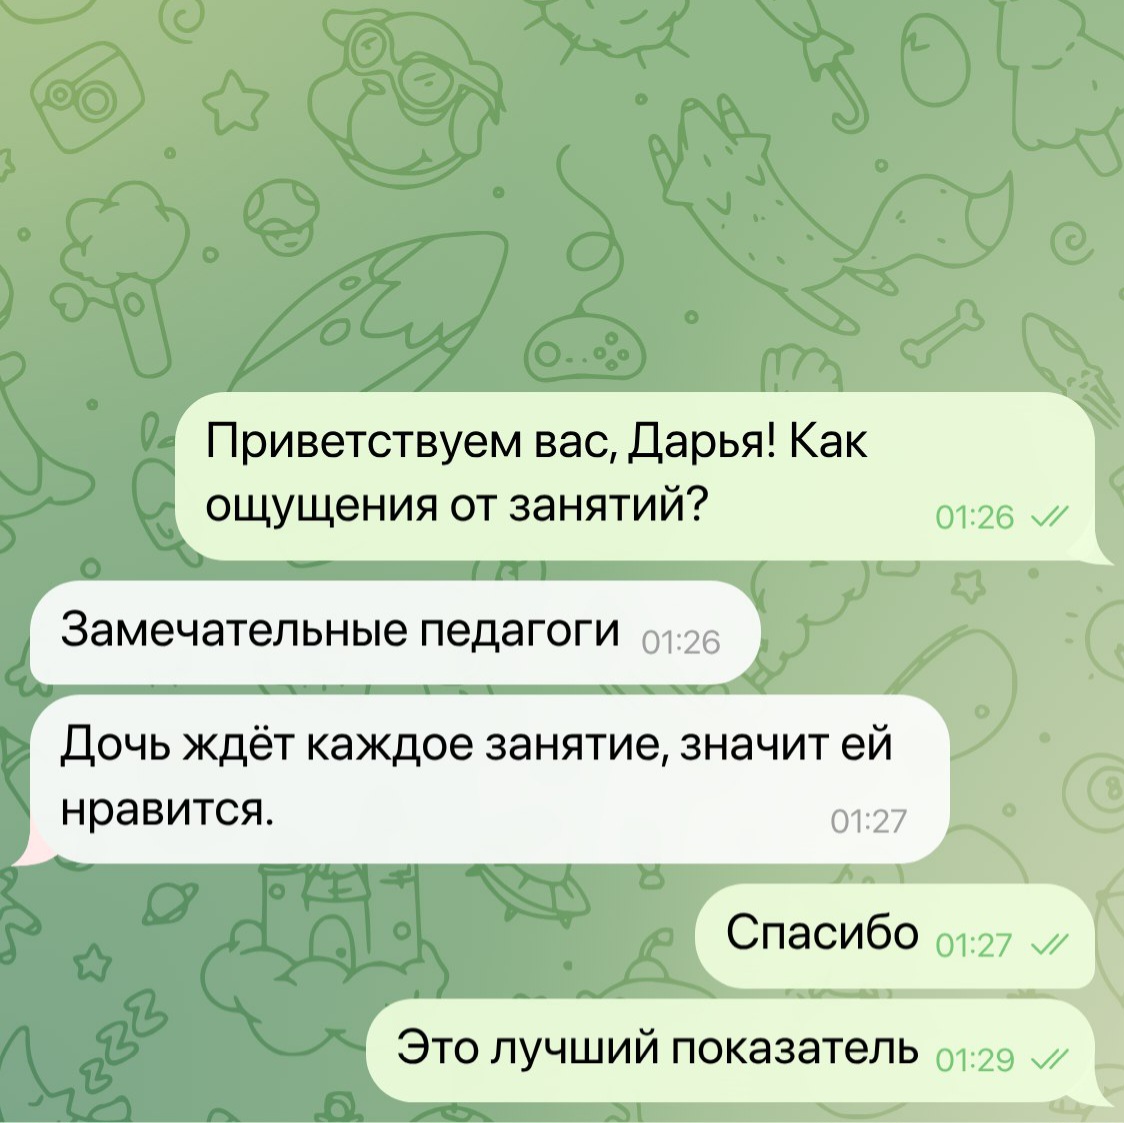 Приветствуем вас, Дарья! Как
ощущения от занятий?
01:26
Замечательные педагоги 01:26
Дочь ждёт каждое занятие, значит ей
нравится.
01:27
Спасибо 01:27
Это лучший показатель 01:29